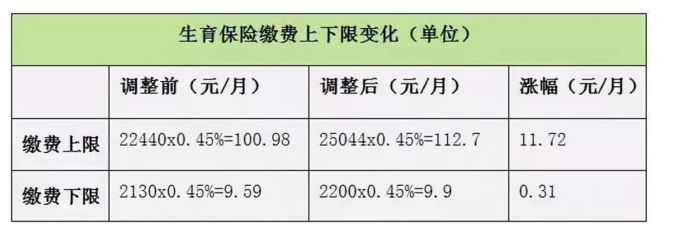 生育保险缴费上下限变化（单位）
调整前（元/月） 调整后（元/月） 涨幅（元/月）
缴费上限 22440x0.45%=100.98 25044x0.45%=112.7 11.72
缴费下限 2130x0.45%=9.59 2200x0.45%=9.9 0.31